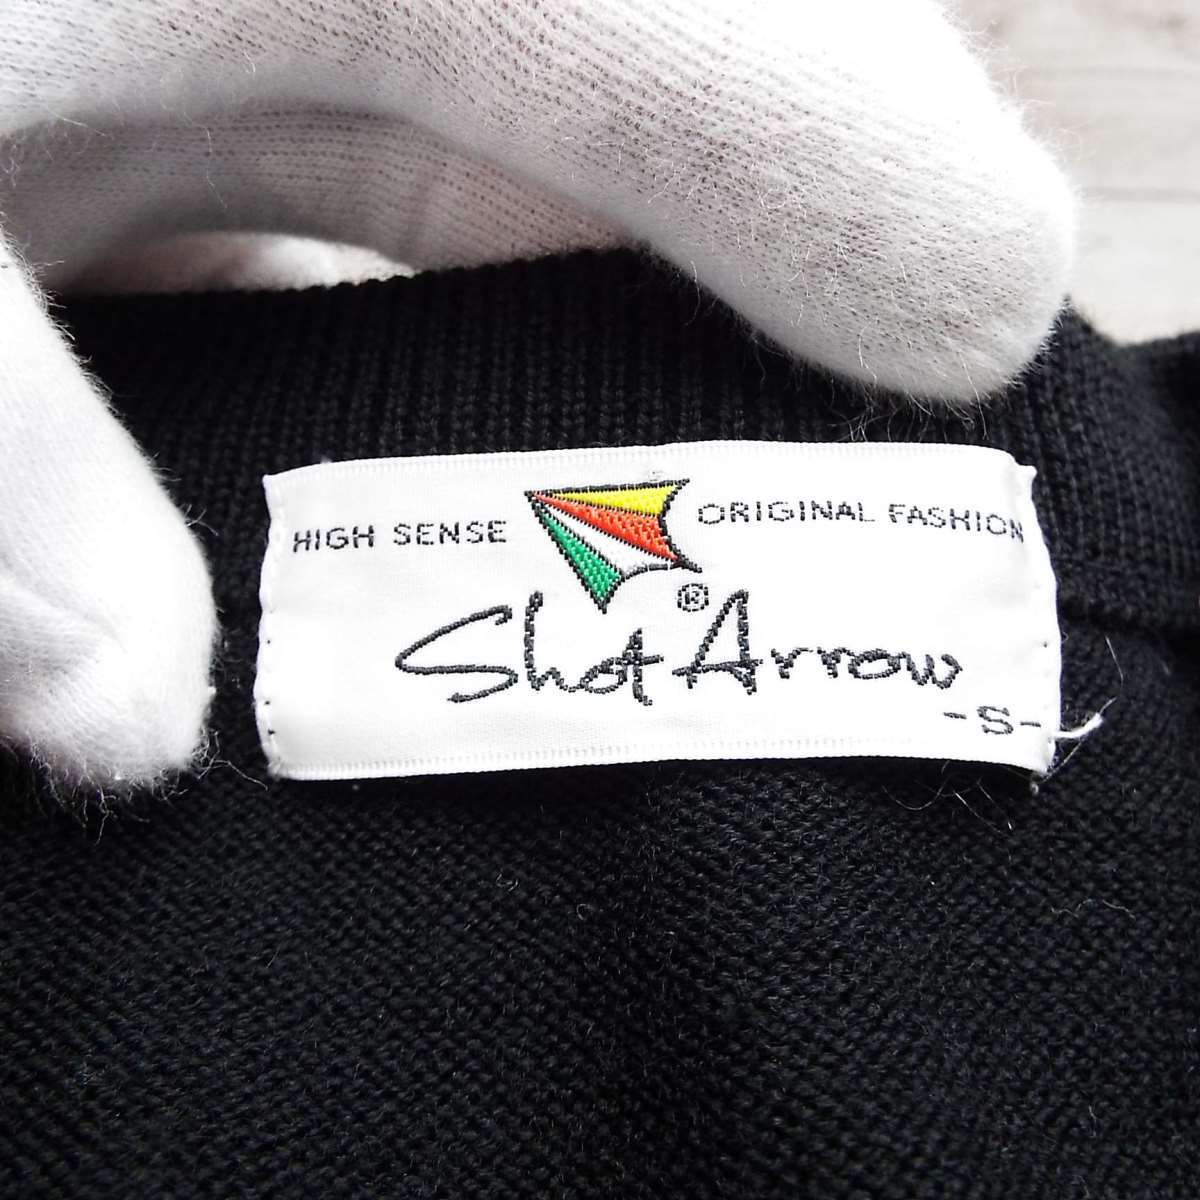 HIGH SENSE
ORIGINAL FASHION
®
Shot Arrow
-S-